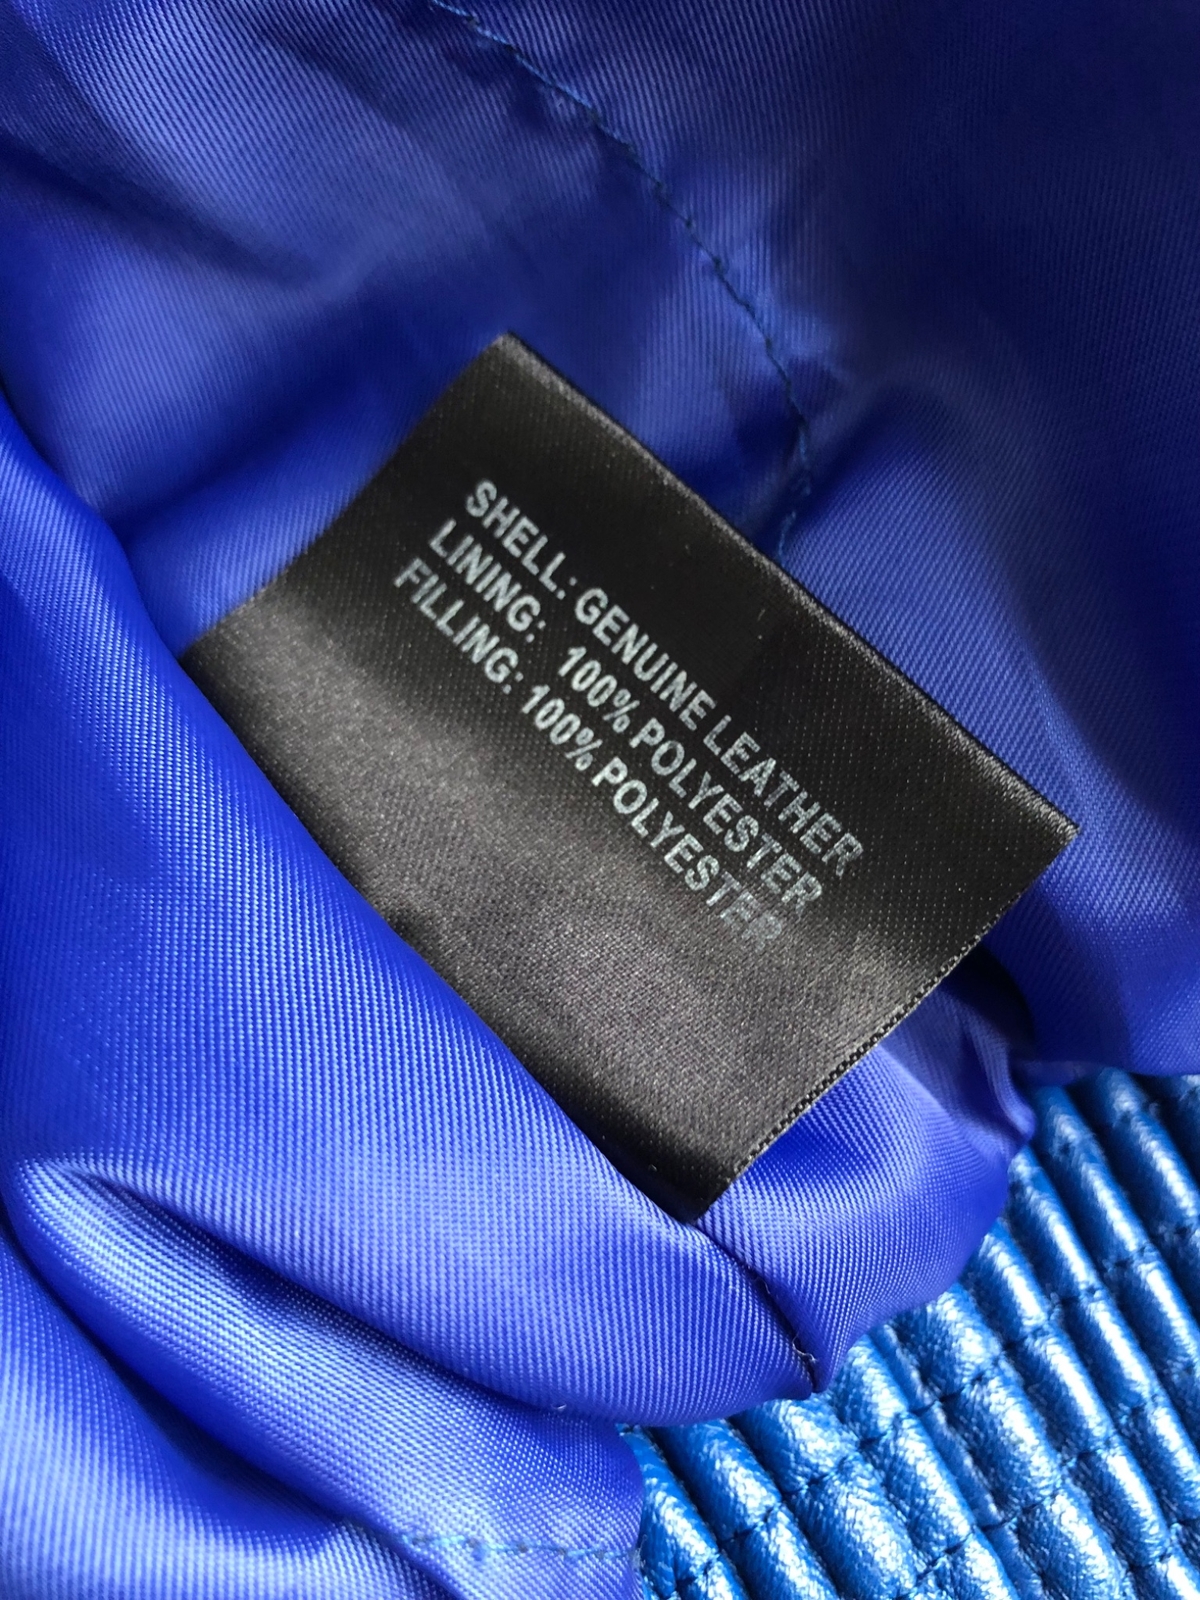 SHELL: GENUINE LEATHER
LINING: 100% POLYESTER
FILLING: 100% POLYESTER